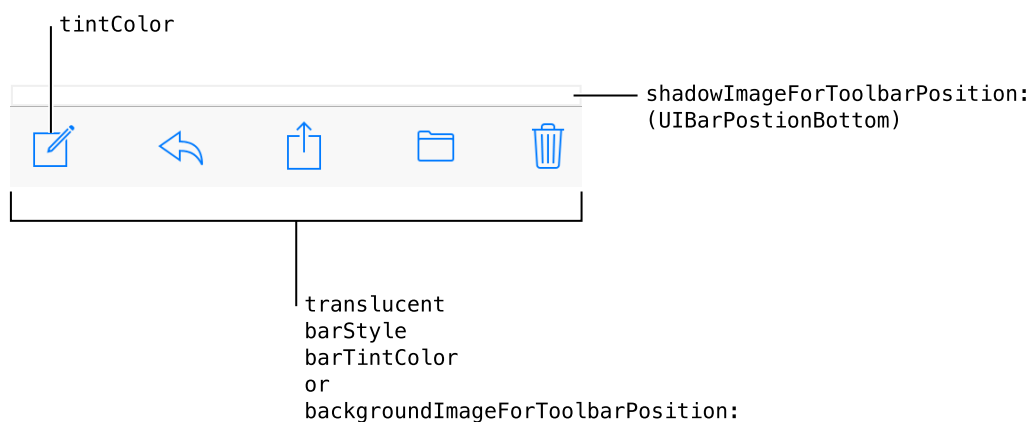 tintColor
shadowImageForToolbarPosition:
(UIBarPostionBottom)
translucent
barStyle
barTintColor
or
backgroundImageForToolbarPosition: